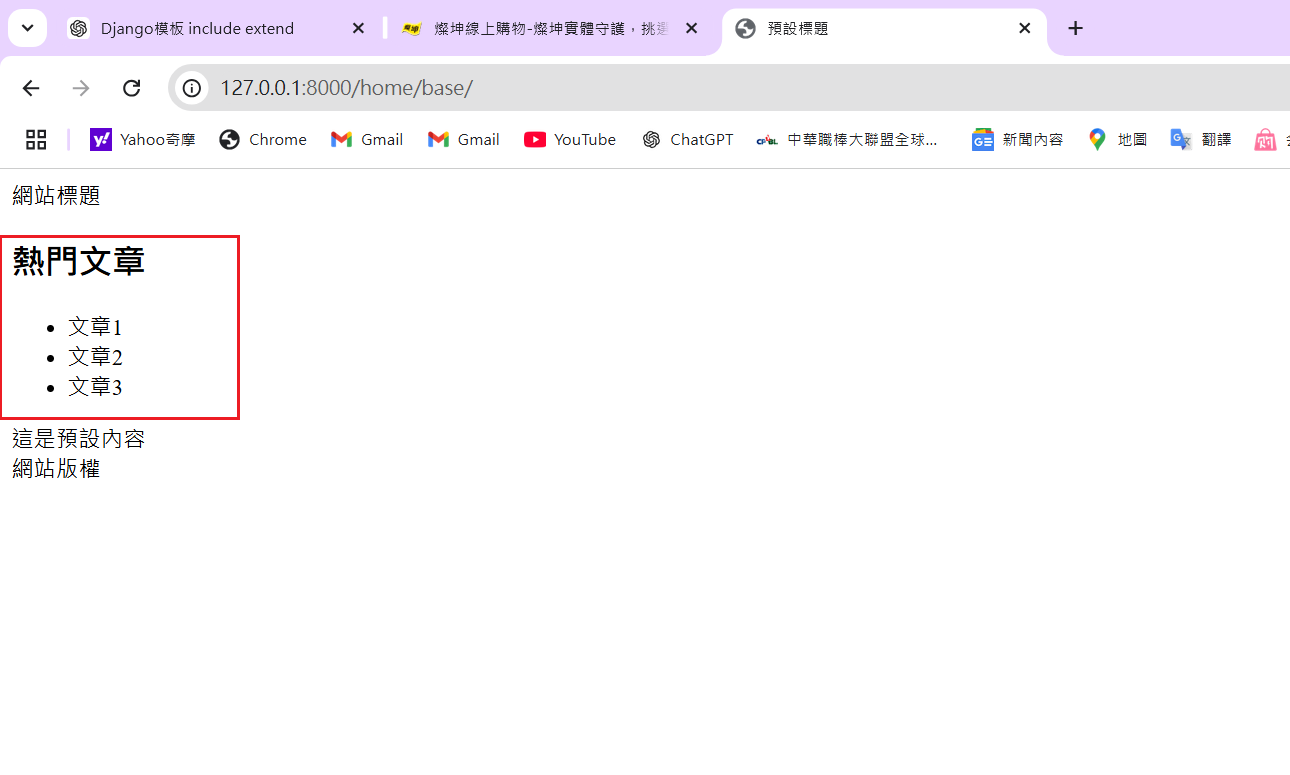 Django模板 include extend
燦坤線上購物-燦坤實體守護，挑選
預設標題
127.0.0.1:8000/home/base/
Yahoo奇摩 Chrome Gmail Gmail YouTube ChatGPT 中華職棒大聯盟全球... 新聞內容 地圖 翻譯
網站標題
熱門文章
文章1
文章2
文章3
這是預設內容
網站版權